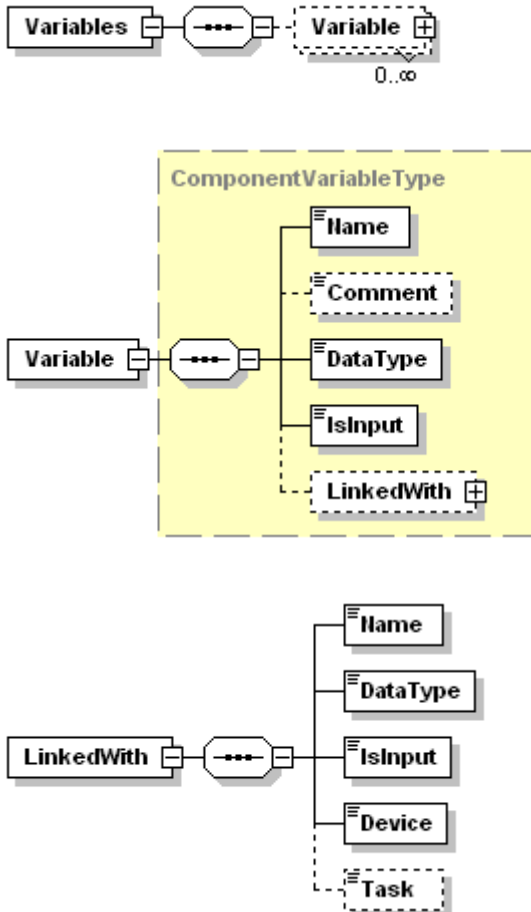 Variables
Variable
0..∞
ComponentVariableType
Name
Comment
Variable
DataType
IsInput
LinkedWith
Name
DataType
LinkedWith
IsInput
Device
Task